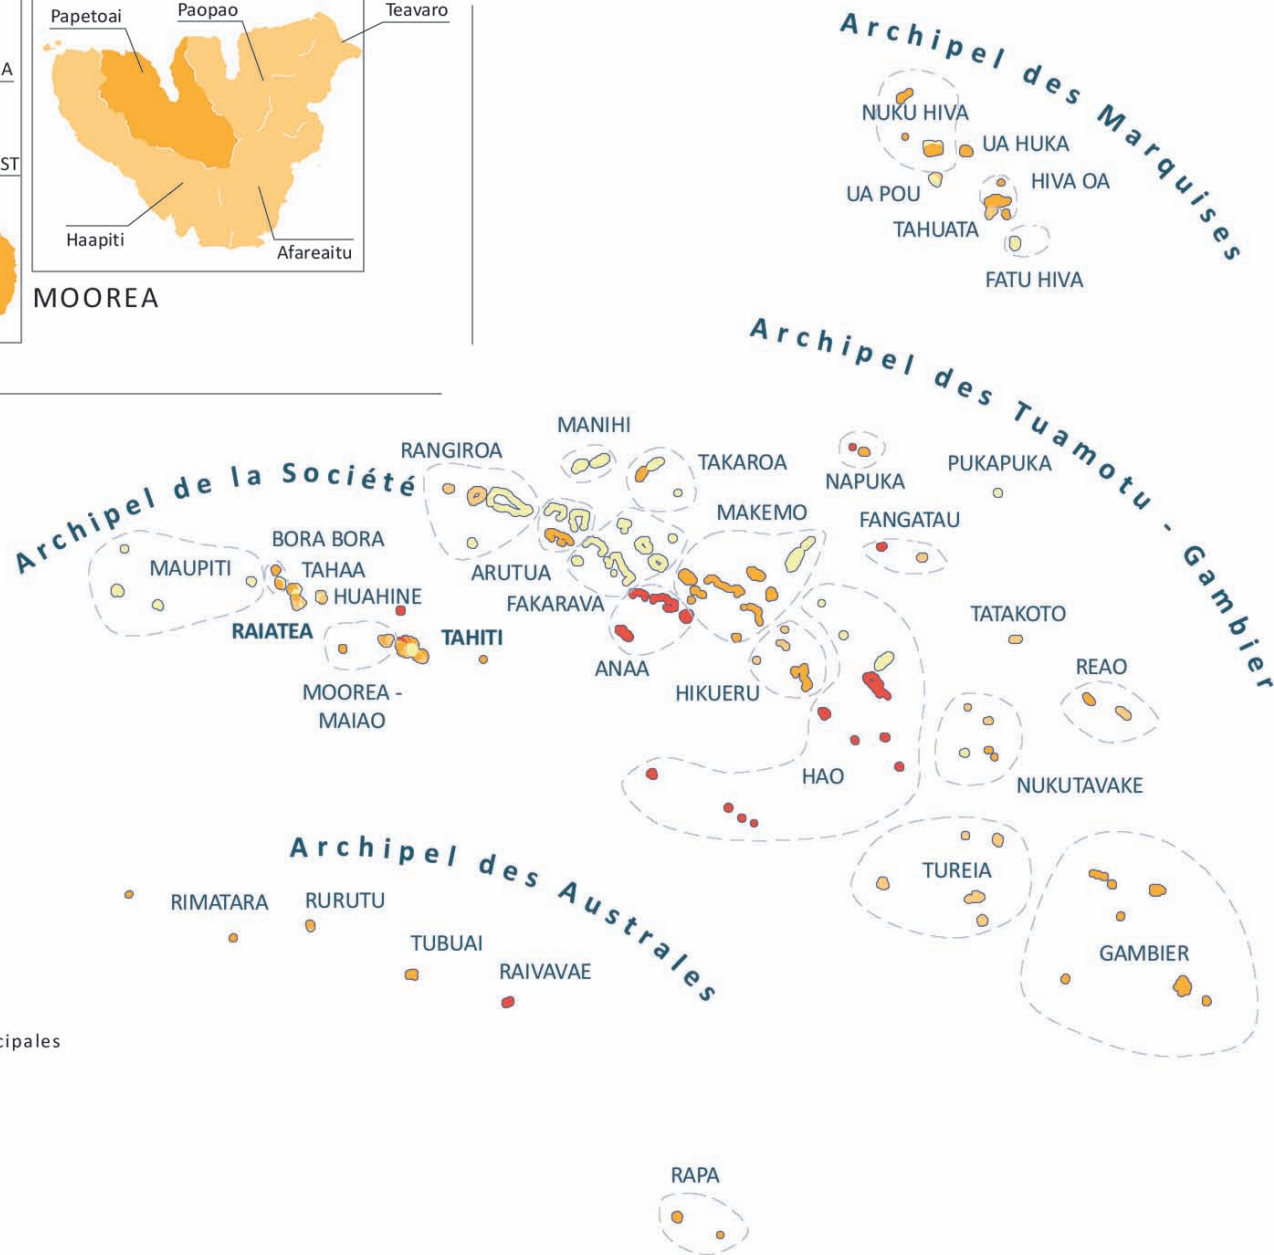 Papetoai
Paopao
Teavaro
A
ST
Haapiti
Afareaitu
MOOREA
Archipel des Marquises
NUKU HIVA
UA HUKA
HIVA OA
UA POU
TAHUATA
FATU HIVA
Archipel des Tuamotu - Gambier
MANIHI
RANGIROA
TAKAROA
NAPUKA
PUKAPUKA
Archipel de la Société
MAKEMO
FANGATAU
BORA BORA
MAUPITI
TAHAA
ARUTUA
HUAHINE
FAKARAVA
TATAKOTO
RAIATEA
TAHITI
ANAA
REAO
MOOREA -
MAIAO
HIKUERU
HAO
NUKUTAVAKE
Archipel des Australes
TUREIA
RIMATARA
RURUTU
TUBUAI
GAMBIER
RAIVAVAE
cipales
RAPA